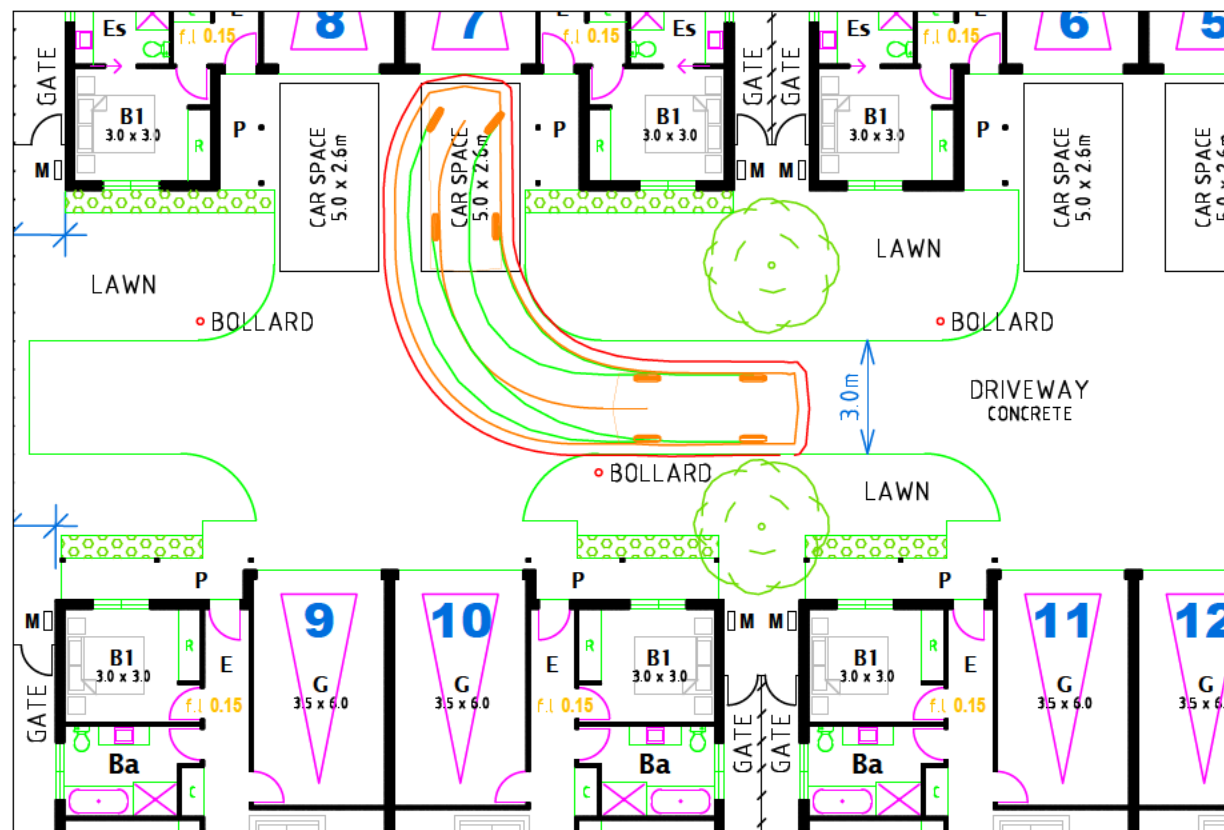 8
7
6
5
Es
Es
Es
f.l 0.15
f.l 0.15
f.l 0.15
GATE
GATE
GATE
B1
3.0 x 3.0
R
P
CAR SPACE
5.0 x 2.6m
CAR SPACE
5.0 x 2.6m
P
R
B1
3.0 x 3.0
B1
3.0 x 3.0
R
P
CAR SPACE
5.0 x 2.6m
CAR SPACE
5.0 x 2.6m
M
M
M
LAWN
LAWN
BOLLARD
BOLLARD
3.0m
DRIVEWAY
CONCRETE
BOLLARD
LAWN
P
P
P
9
10
11
12
M
M
M
B1
3.0 x 3.0
R
E
G
3.5 x 6.0
G
3.5 x 6.0
E
R
B1
3.0 x 3.0
B1
3.0 x 3.0
R
E
G
3.5 x 6.0
G
3.5 x 6.0
f.l 0.15
f.l 0.15
f.l 0.15
GATE
GATE
GATE
Ba
C
C
Ba
Ba
C